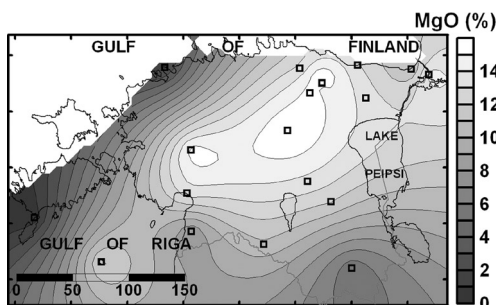 MgO (%)
GULF OF FINLAND
14
12
10
8
6
4
2
0
LAKE
PEIPSI
GULF OF RIGA
0 50 100 150